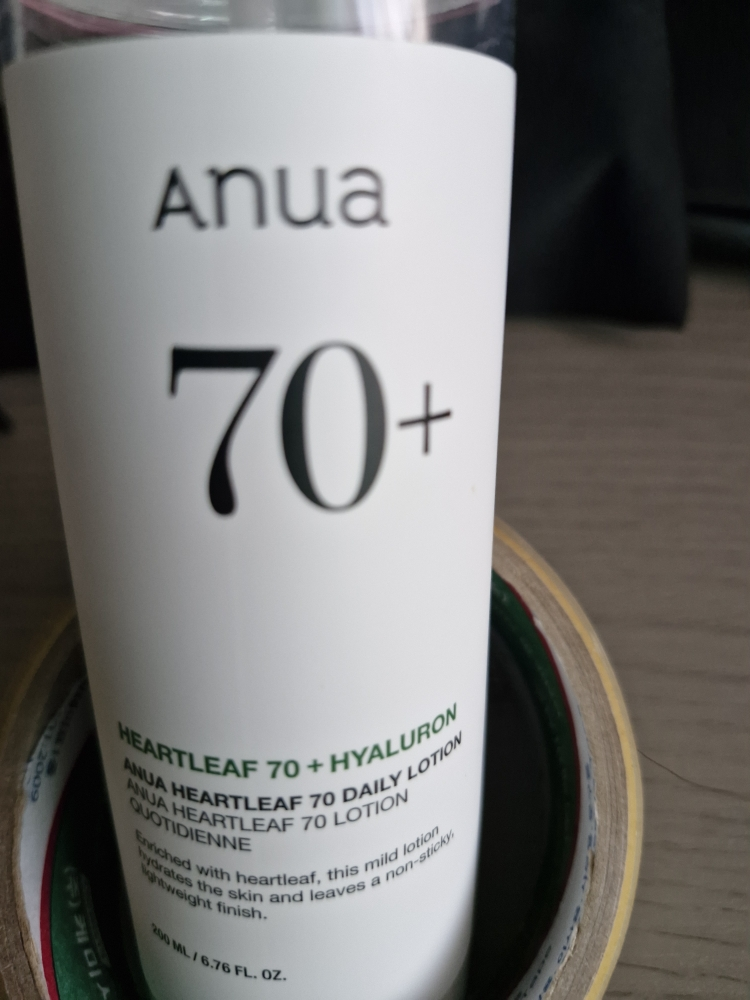 Anua
70+
HEARTLEAF 70 + HYALURON
ANUA HEARTLEAF 70 DAILY LOTION
ANUA HEARTLEAF 70 LOTION
QUOTIDIENNE
Enriched with heartleaf, this mild lotion
hydrates the skin and leaves a non-sticky,
lightweight finish.
200 ML / 6.76 FL. OZ.